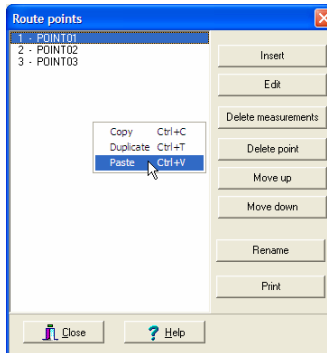 Route points
1 - POINT01
2 - POINT02
3 - POINT03
Copy Ctrl+C
Duplicate Ctrl+T
Paste Ctrl+V
Insert
Edit
Delete measurements
Delete point
Move up
Move down
Rename
Print
Close
Help